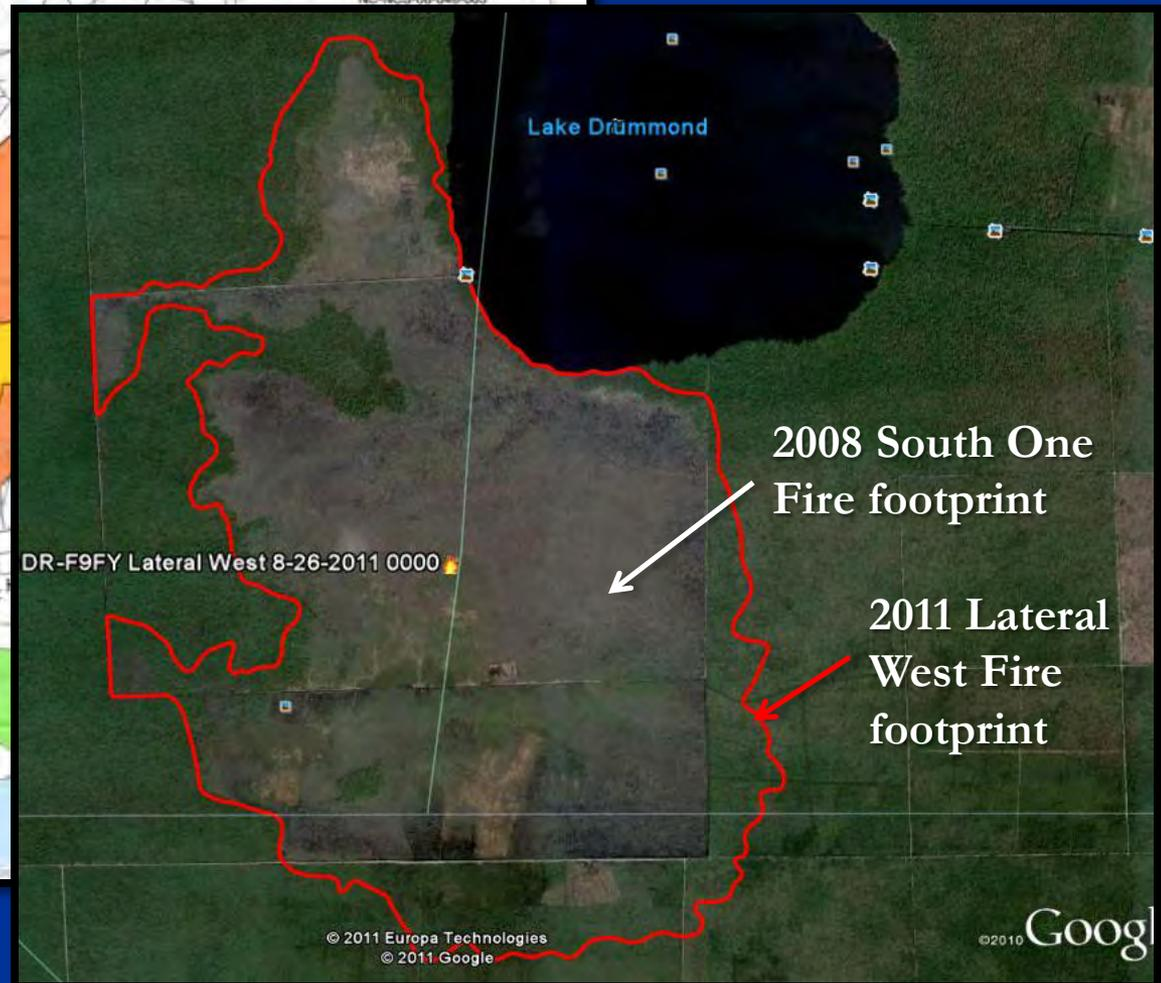 Lake Drummond
2008 South One
Fire footprint
DR-F9FY Lateral West 8-26-2011 0000
2011 Lateral
West Fire
footprint
© 2011 Europa Technologies
© 2011 Google
©2010 Googl